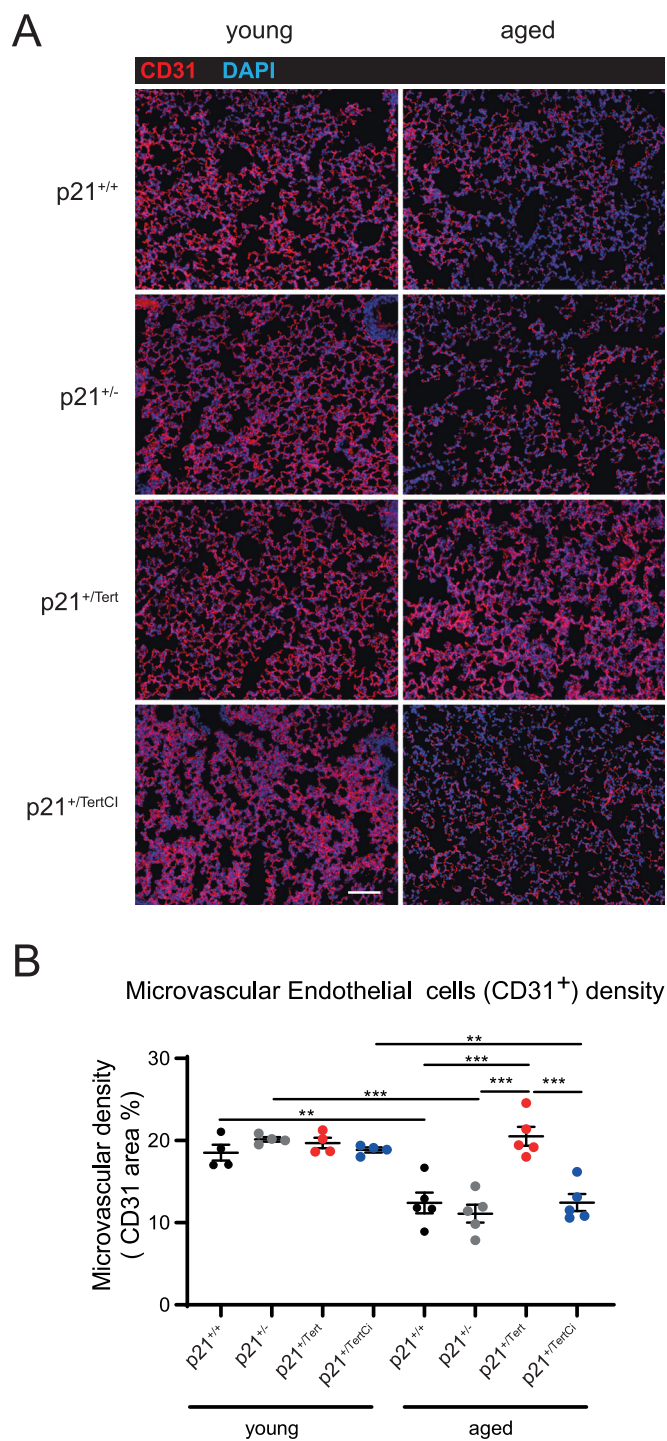 A
young aged
CD31 DAPI
p21+/+
p21+/-
p21+/Tert
p21+/TertCI
B
Microvascular Endothelial cells (CD31+) density
Microvascular density
( CD31 area %)
30
20
10
0
**
***
*** ***
***
**
p21+/+ p21+/- p21+/Tert p21+/TertCi p21+/+ p21+/- p21+/Tert p21+/TertCi
young aged